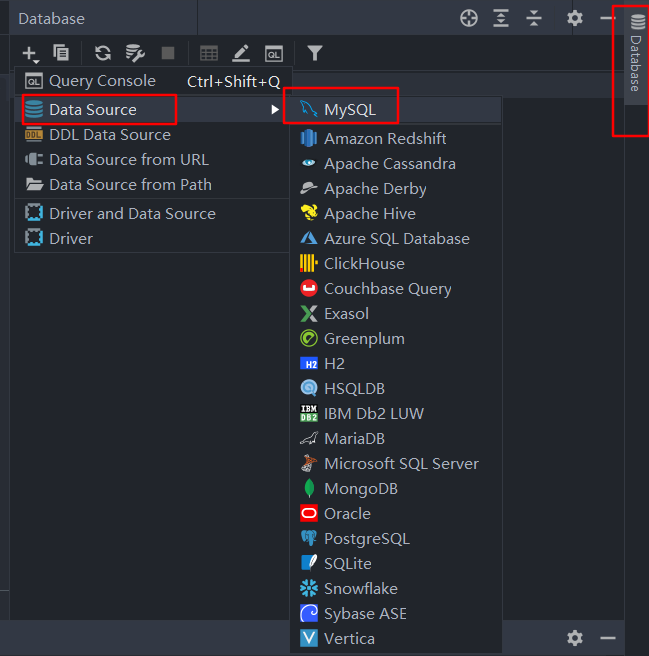 Database
Database
QL
Query Console Ctrl+Shift+Q
QL
Data Source
MySQL
DDL
DDL Data Source
Amazon Redshift
Data Source from URL
Apache Cassandra
Data Source from Path
Apache Derby
Driver and Data Source
Apache Hive
Driver
Azure SQL Database
ClickHouse
Couchbase Query
Exasol
Greenplum
H2
H2
HSQLDB
IBM
DB2
IBM Db2 LUW
MariaDB
Microsoft SQL Server
MongoDB
Oracle
PostgreSQL
SQLite
Snowflake
Sybase ASE
V
Vertica